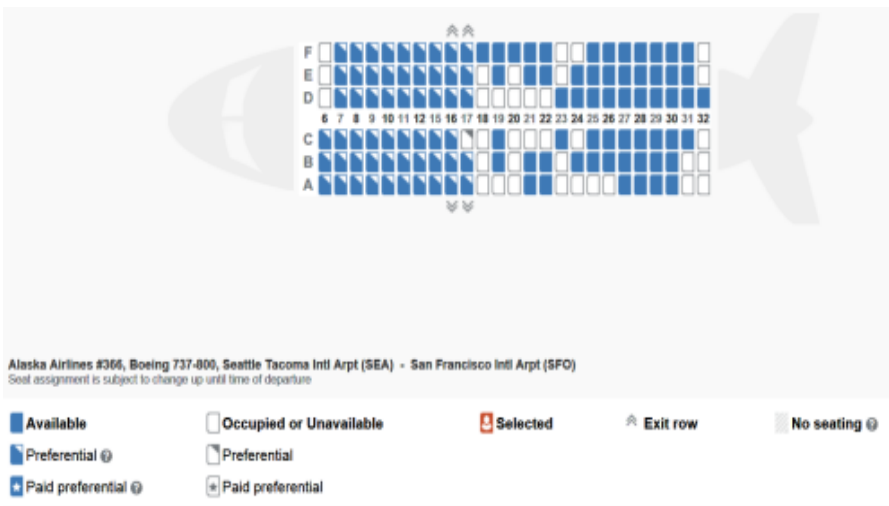 F
E
D
6 7 8 9 10 11 12 15 16 17 18 19 20 21 22 23 24 25 26 27 28 29 30 31 32
C
B
A
Alaska Airlines #366, Boeing 737-800, Seattle Tacoma Intl Arpt (SEA) - San Francisco Intl Arpt (SFO)
Seat assignment is subject to change up until time of departure
Available Occupied or Unavailable Selected Exit row No seating ?
Preferential ? Preferential
Paid preferential ? Paid preferential